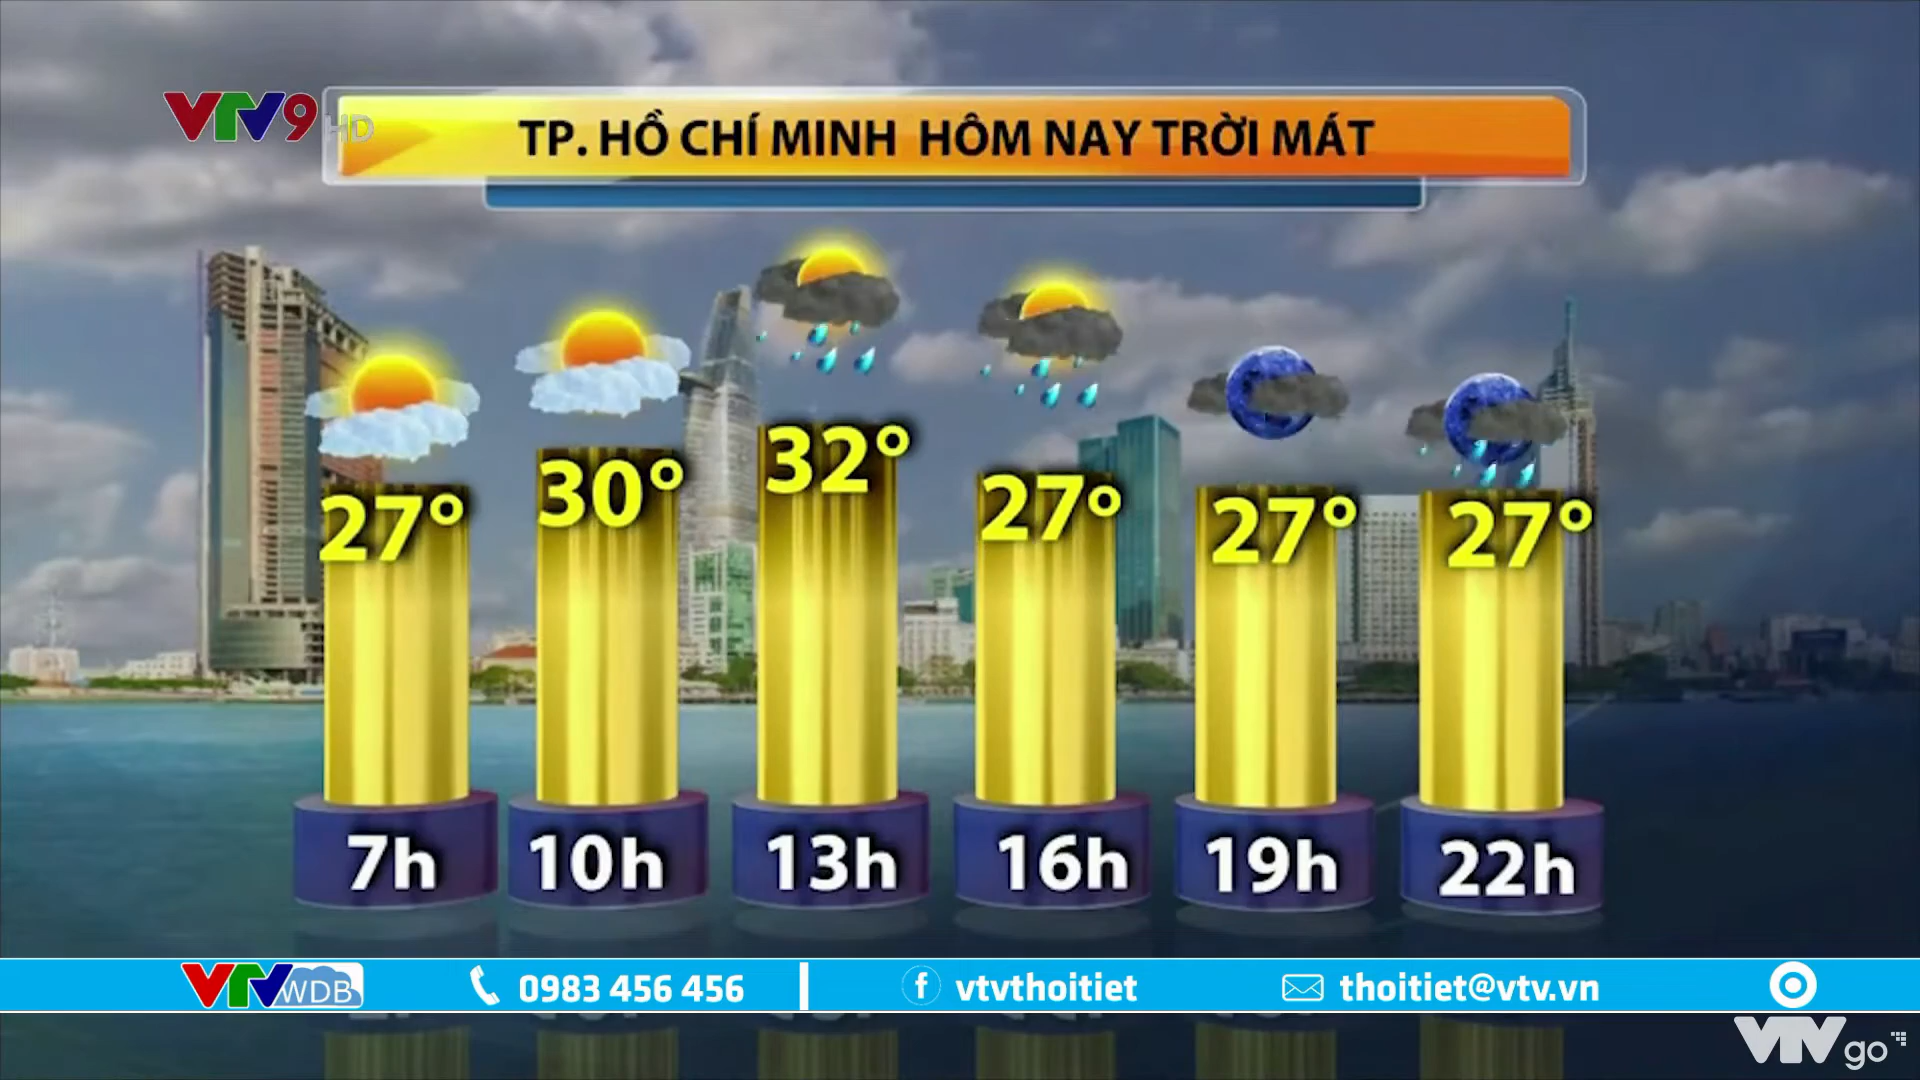 VTV9 HD
TP. HỒ CHÍ MINH HÔM NAY TRỜI MÁT
27° 30° 32° 27° 27° 27°
7h 10h 13h 16h 19h 22h
VTV WDB 0983 456 456 vtvthoitiet thoitiet@vtv.vn
VTV go